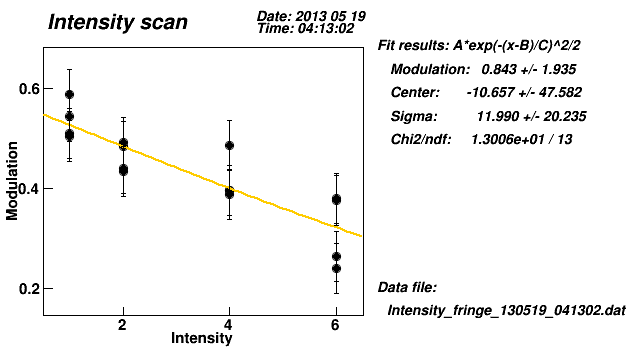 Intensity scan
Date: 2013 05 19
Time: 04:13:02
Fit results: A*exp(-(x-B)/C)^2/2
Modulation: 0.843 +/- 1.935
Center: -10.657 +/- 47.582
Sigma: 11.990 +/- 20.235
Chi2/ndf: 1.3006e+01 / 13
Modulation
0.6
0.4
0.2
2 4 6
Intensity
Data file:
Intensity_fringe_130519_041302.dat